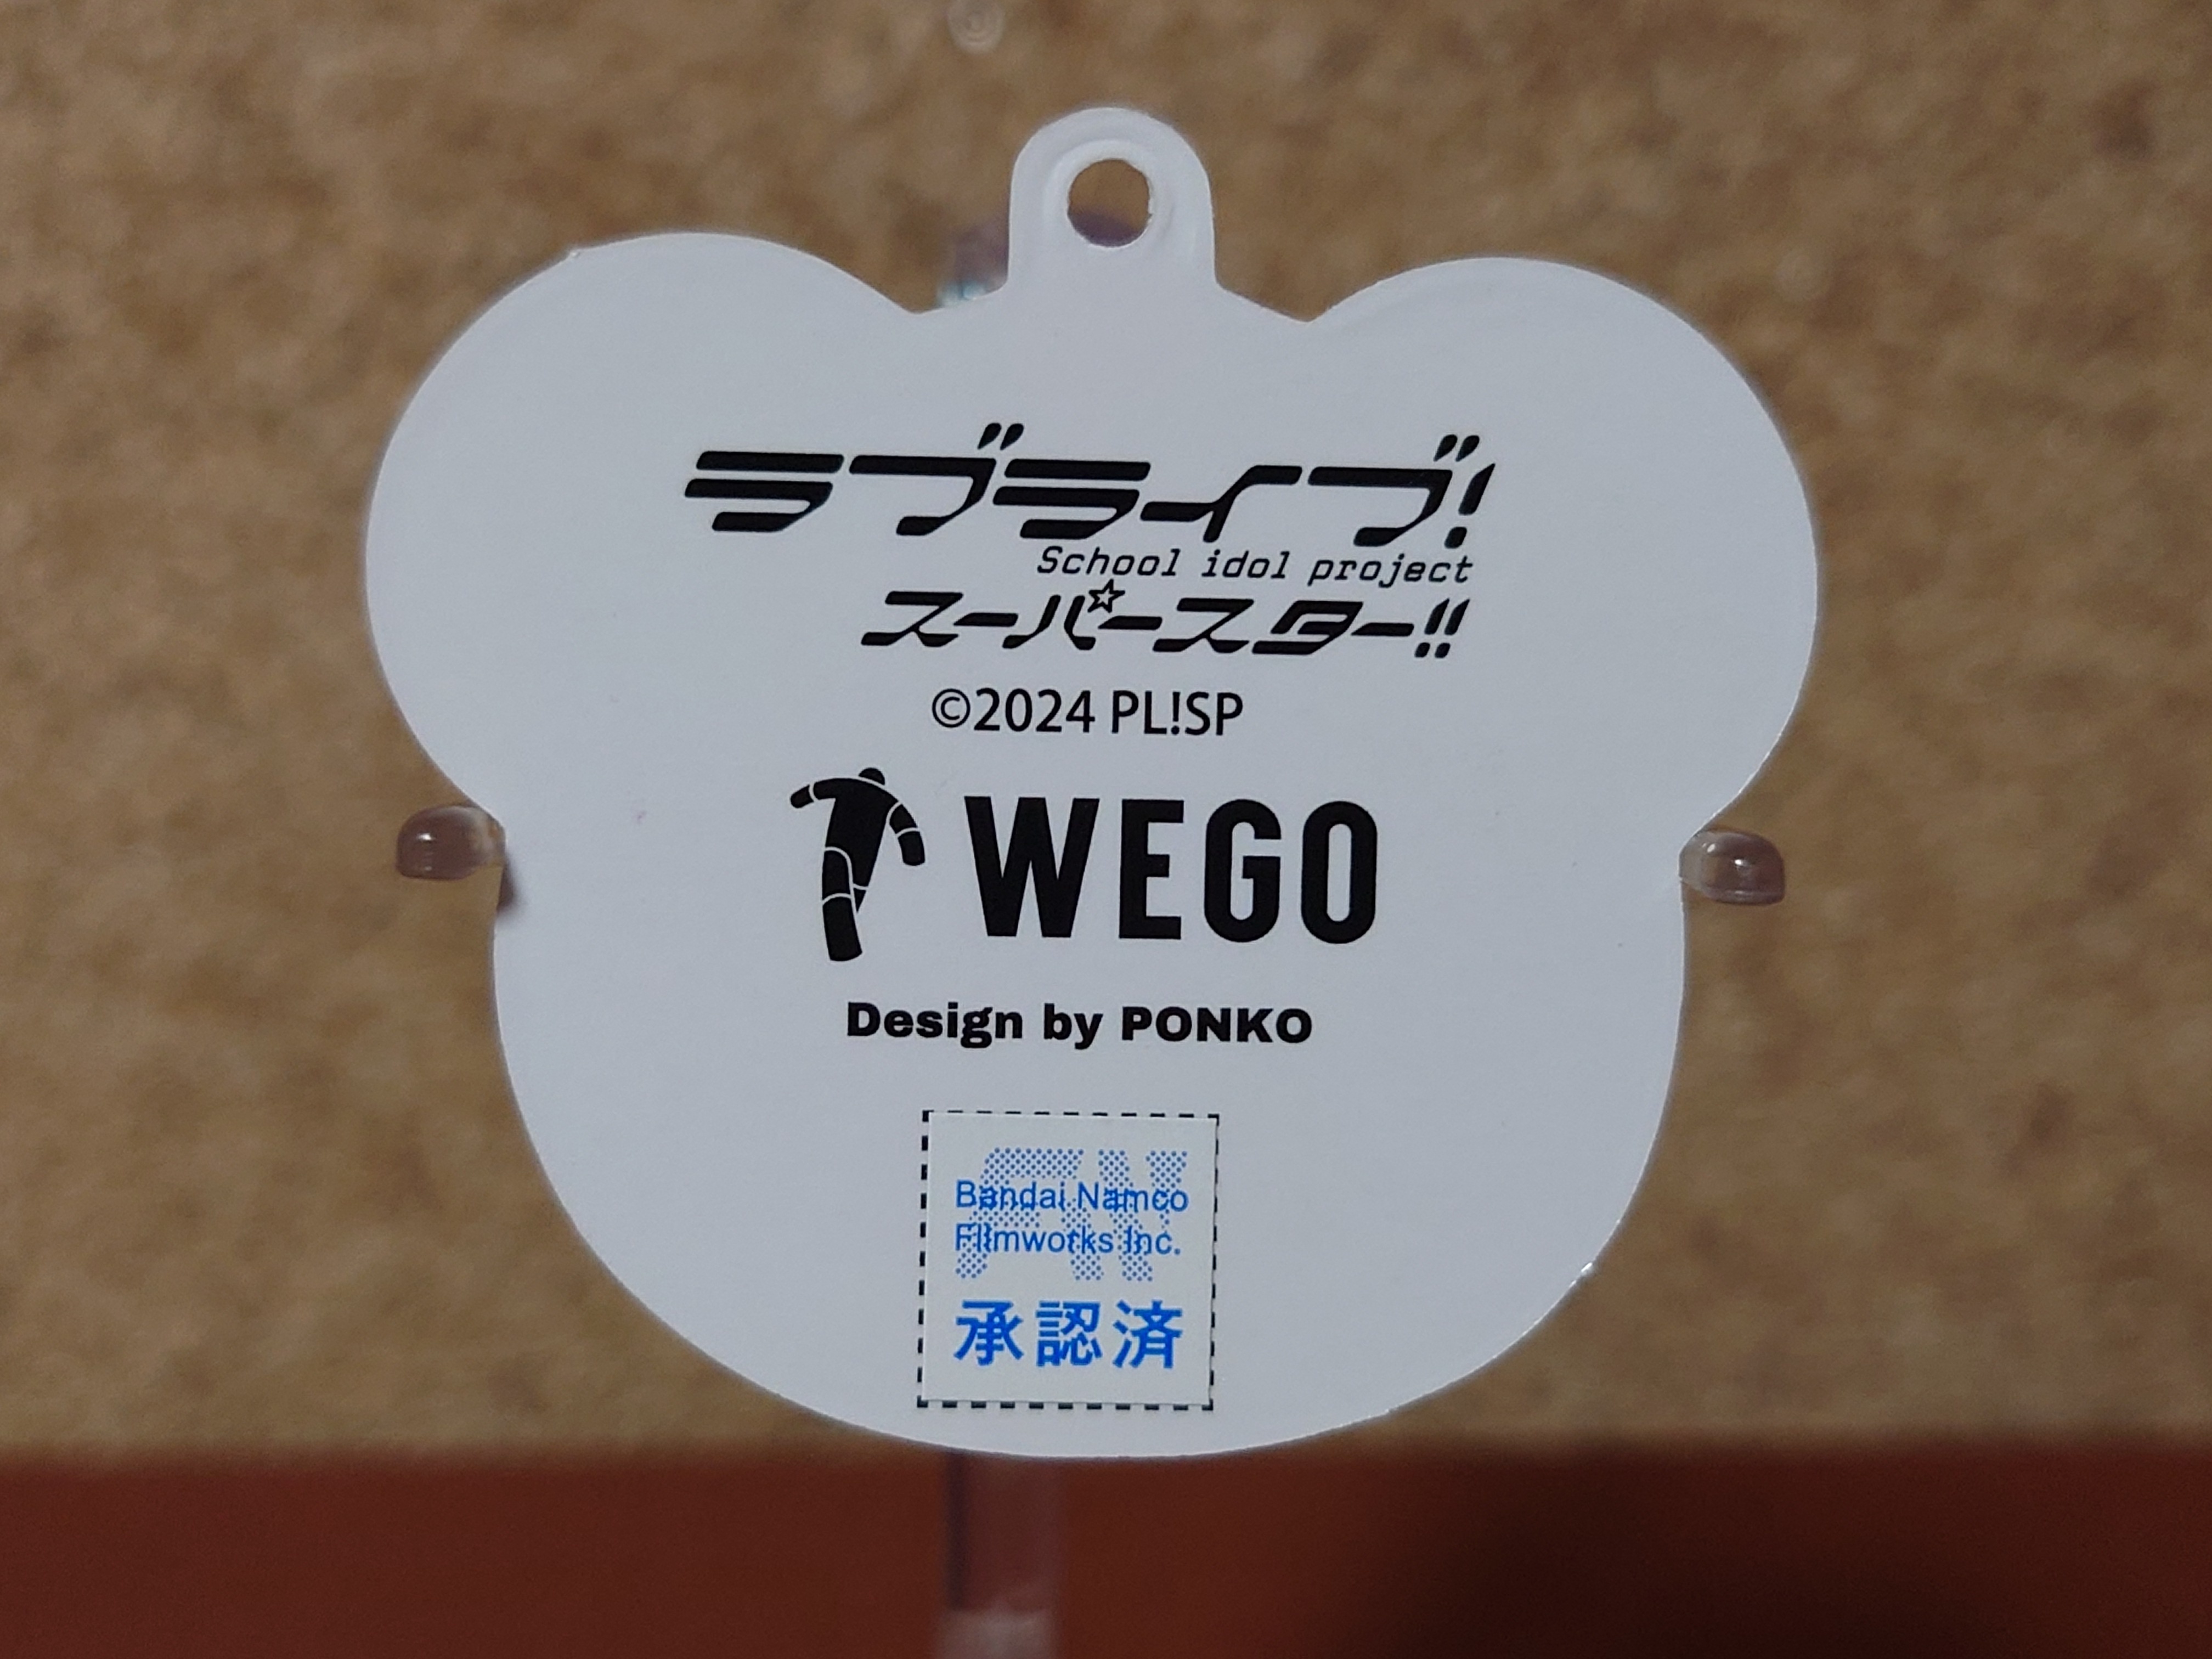 ラブライブ!
School idol project
スーパースター!!
©2024 PL!SP
WEGO
Design by PONKO
Bandai Namco
Filmworks Inc.
承認済